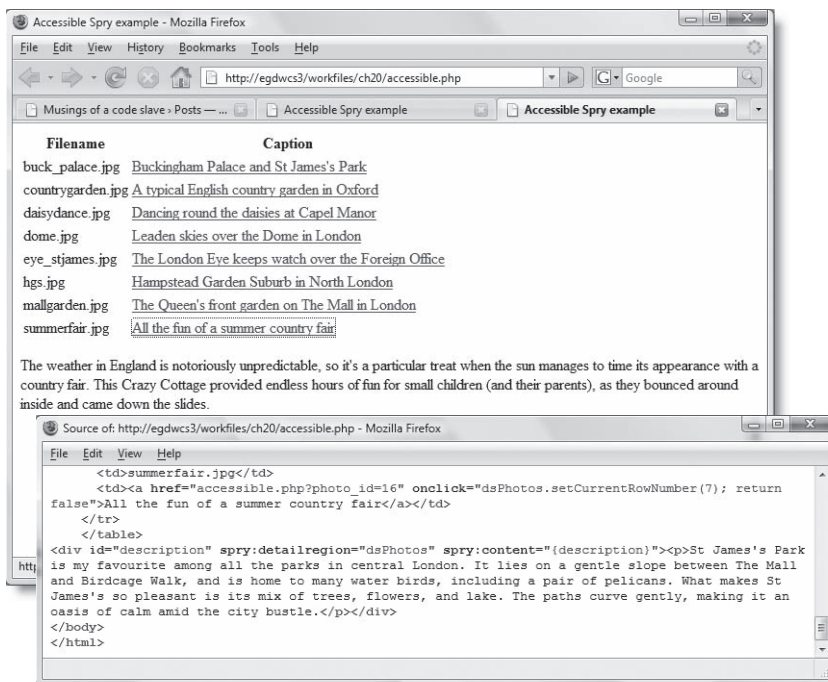 Accessible Spry example - Mozilla Firefox
File Edit View History Bookmarks Tools Help
http://egdwcs3/workfiles/ch20/accessible.php
G Google
Musings of a code slave › Posts — ...
Accessible Spry example
Accessible Spry example
Filename Caption
buck_palace.jpg Buckingham Palace and St James's Park
countrygarden.jpg A typical English country garden in Oxford
daisydance.jpg Dancing round the daisies at Capel Manor
dome.jpg Leaden skies over the Dome in London
eye_stjames.jpg The London Eye keeps watch over the Foreign Office
hgs.jpg Hampstead Garden Suburb in North London
mallgarden.jpg The Queen's front garden on The Mall in London
summerfair.jpg All the fun of a summer country fair
The weather in England is notoriously unpredictable, so it's a particular treat when the sun manages to time its appearance with a
country fair. This Crazy Cottage provided endless hours of fun for small children (and their parents), as they bounced around
inside and came down the slides.
Source of: http://egdwcs3/workfiles/ch20/accessible.php - Mozilla Firefox
File Edit View Help
<td>summerfair.jpg</td>
<td><a href="accessible.php?photo_id=16" onclick="dsPhotos.setCurrentRowNumber(7); return
false">All the fun of a summer country fair</a></td>
</tr>
</table>
<div id="description" spry:detailregion="dsPhotos" spry:content="{description}"><p>St James's Park
is my favourite among all the parks in central London. It lies on a gentle slope between The Mall
and Birdcage Walk, and is home to many water birds, including a pair of pelicans. What makes St
James's so pleasant is its mix of trees, flowers, and lake. The paths curve gently, making it an
oasis of calm amid the city bustle.</p></div>
</body>
</html>